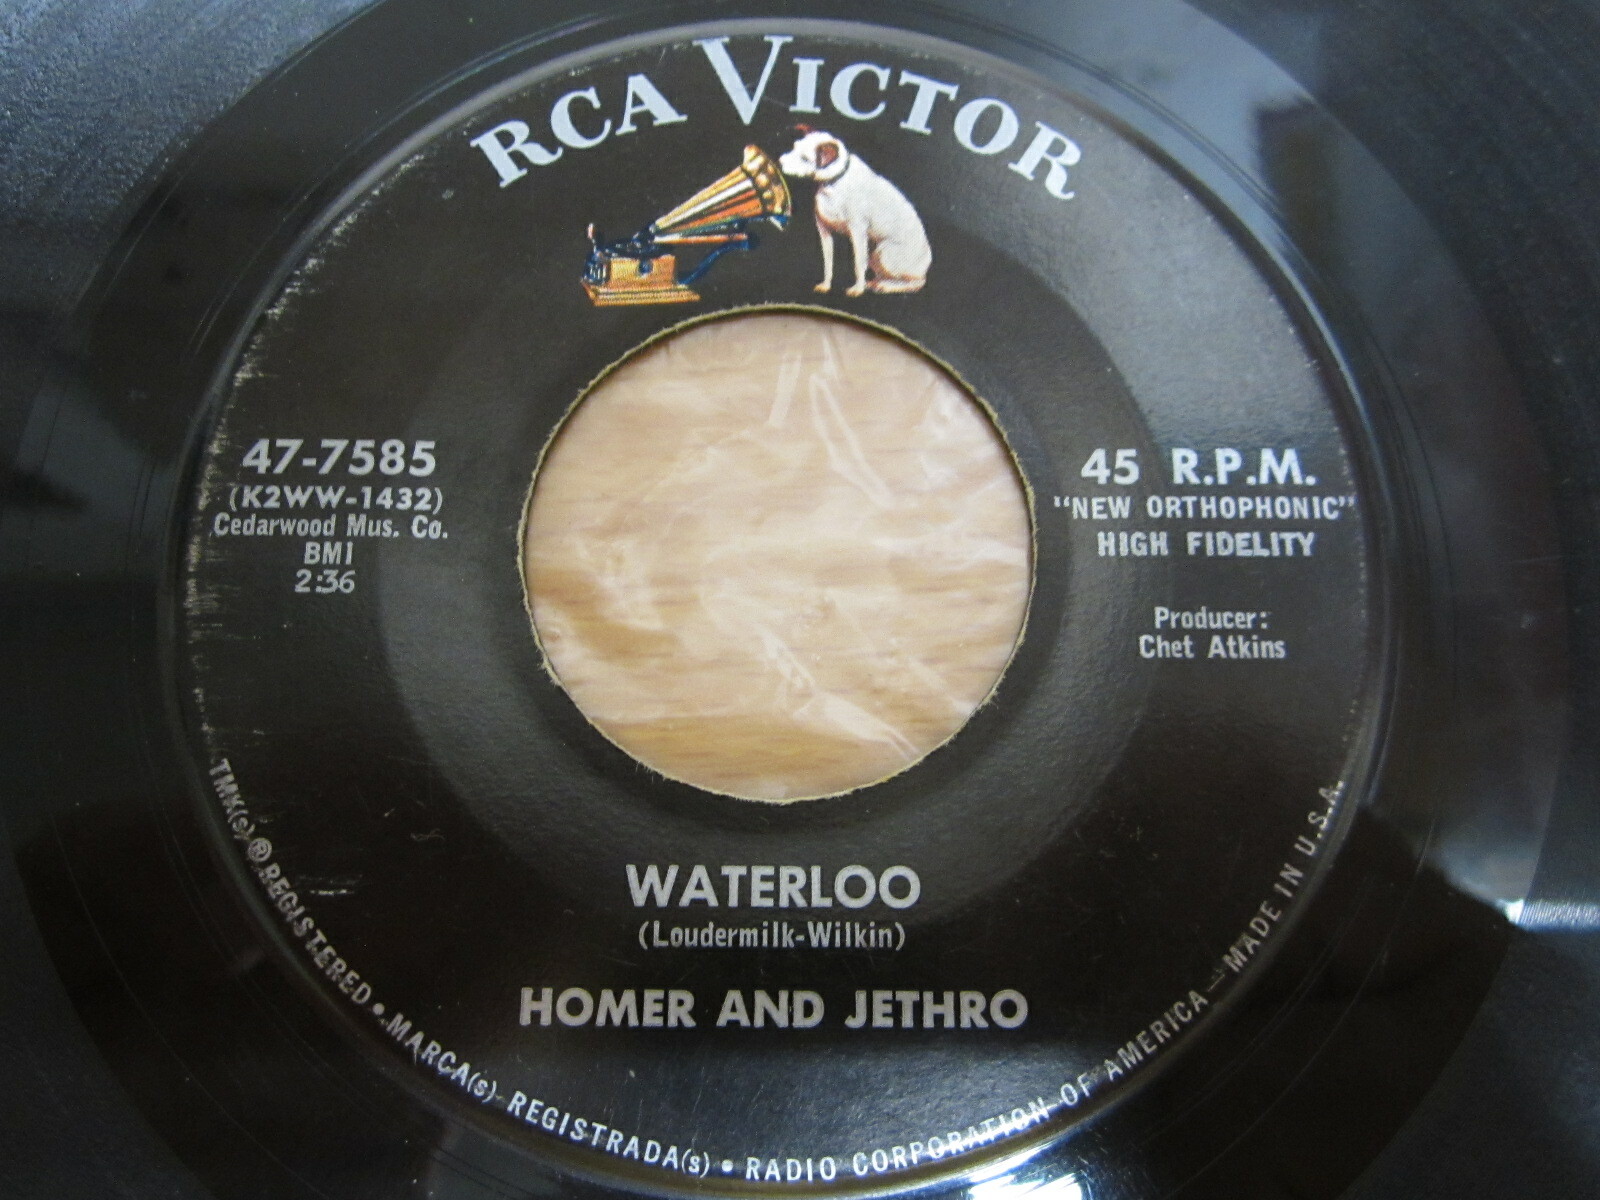 RCA VICTOR
47-7585
(K2WW-1432)
Cedarwood Mus. Co.
BMI
2:36
45 R.P.M.
"NEW ORTHOPHONIC"
HIGH FIDELITY
Producer:
Chet Atkins
WATERLOO
(Loudermilk-Wilkin)
HOMER AND JETHRO
TMK(s) ® REGISTERED • MARCA(s) REGISTRADA(s) • RADIO CORPORATION OF AMERICA—MADE IN U.S.A.